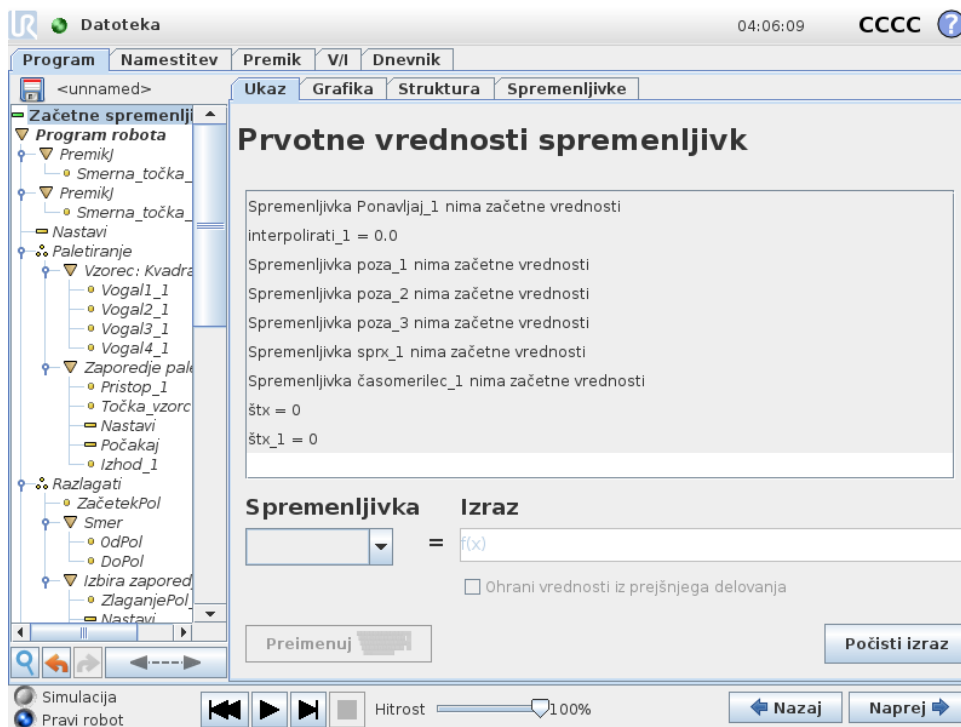 UR Datoteka 04:06:09 CCCC ?
Program Namestitev Premik V/I Dnevnik
<unnamed>
Ukaz Grafika Struktura Spremenljivke
Začetne spremenlji
Program robota
PremikJ
Smerna_točka_
PremikJ
Smerna_točka_
Nastavi
Paletiranje
Vzorec: Kvadra
Vogal1_1
Vogal2_1
Vogal3_1
Vogal4_1
Zaporedje pale
Pristop_1
Točka_vzorc
Nastavi
Počakaj
Izhod_1
Razlagati
ZačetekPol
Smer
OdPol
DoPol
Izbira zapored
ZlaganjePol_
Nastavi
Prvotne vrednosti spremenljivk
Spremenljivka Ponavljaj_1 nima začetne vrednosti
interpolirati_1 = 0.0
Spremenljivka poza_1 nima začetne vrednosti
Spremenljivka poza_2 nima začetne vrednosti
Spremenljivka poza_3 nima začetne vrednosti
Spremenljivka sprx_1 nima začetne vrednosti
Spremenljivka časomerilec_1 nima začetne vrednosti
štx = 0
štx_1 = 0
Spremenljivka Izraz
= f(x)
Ohrani vrednosti iz prejšnjega delovanja
Preimenuj
Počisti izraz
Simulacija
Pravi robot
Hitrost 100%
Nazaj Naprej